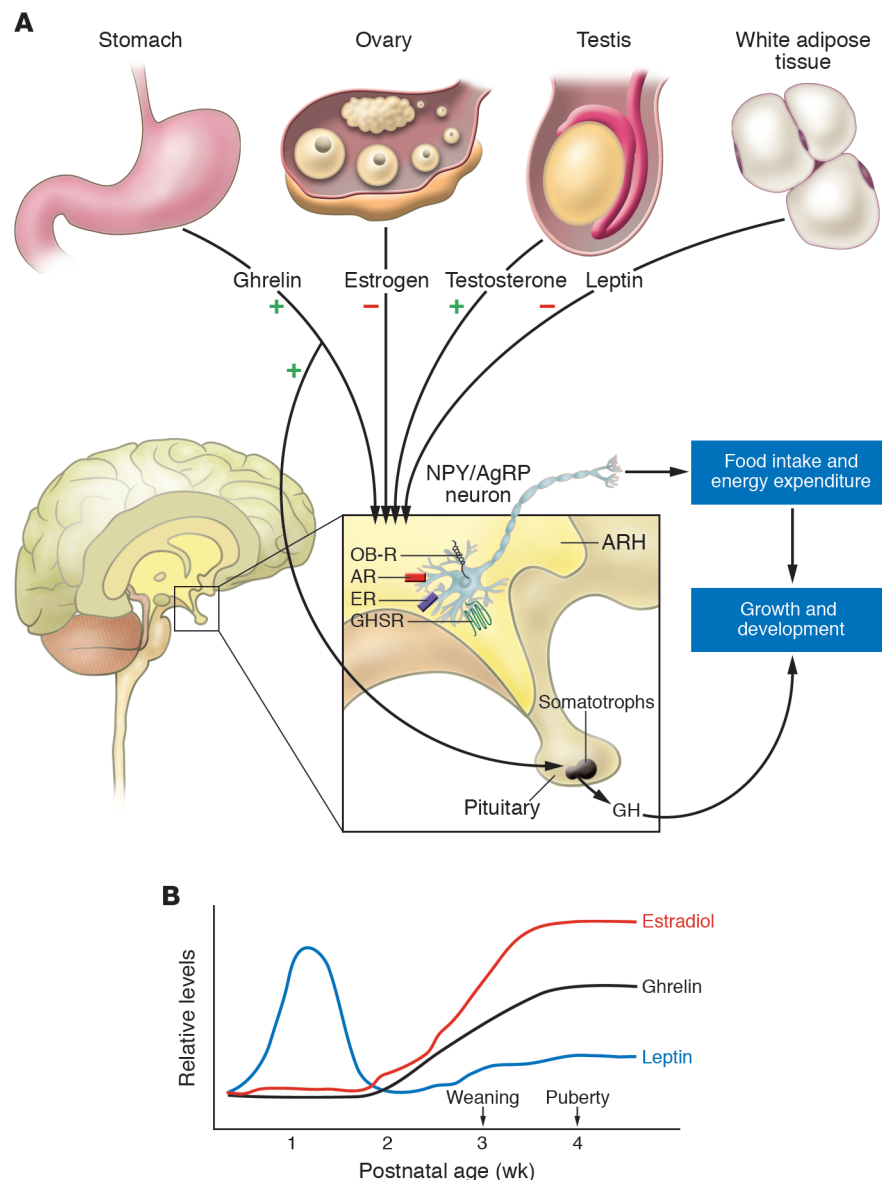 A
Stomach
Ovary
Testis
White adipose
tissue
Ghrelin
Estrogen
Testosterone
Leptin
+
−
+
−
+
NPY/AgRP
neuron
Food intake and
energy expenditure
OB-R
ARH
AR
ER
GHSR
Growth and
development
Somatotrophs
Pituitary
GH
B
Relative levels
Estradiol
Ghrelin
Leptin
Weaning
Puberty
1 2 3 4
Postnatal age (wk)